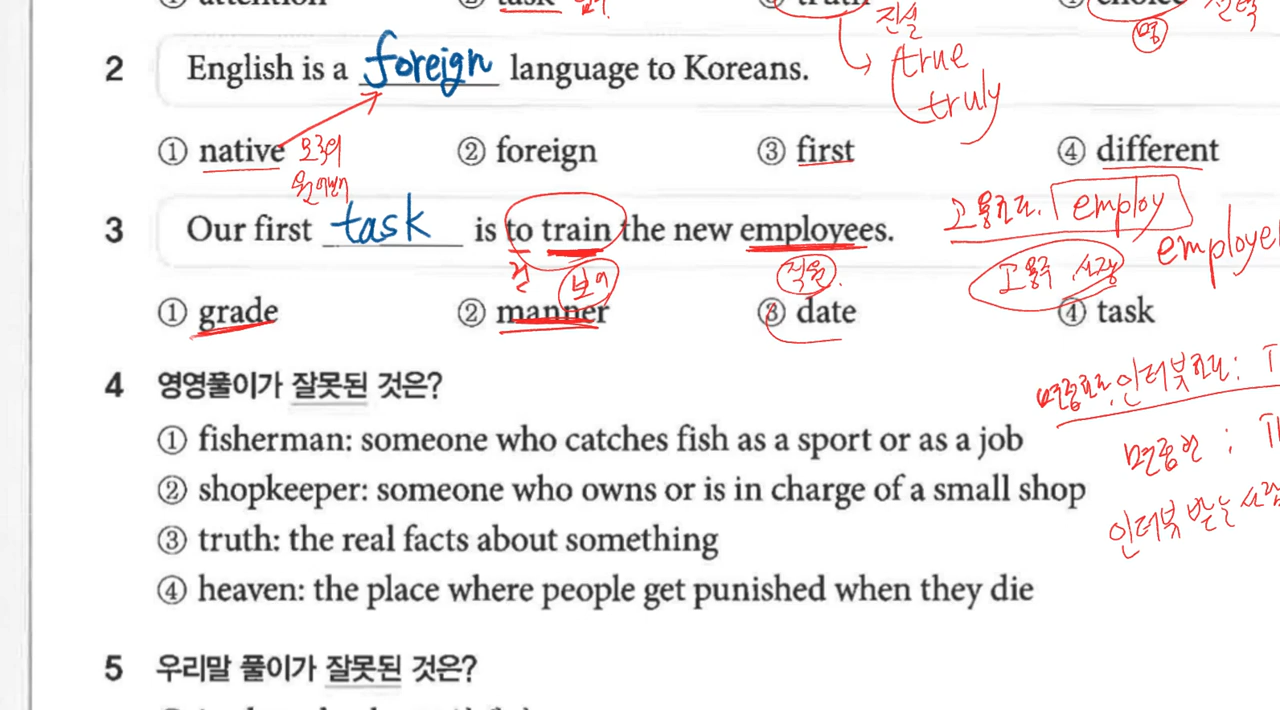 ② task
진실
2 English is a foreign language to Koreans.
true
truly
명
① native ② foreign ③ first ④ different
모국의
원어민
3 Our first task is to train the new employees.
employ
직원.
고용주, 사장
① grade ② manner ③ date ④ task
4 영영풀이가 잘못된 것은?
① fisherman: someone who catches fish as a sport or as a job
② shopkeeper: someone who owns or is in charge of a small shop
③ truth: the real facts about something
④ heaven: the place where people get punished when they die
면접관 ;
5 우리말 풀이가 잘못된 것은?